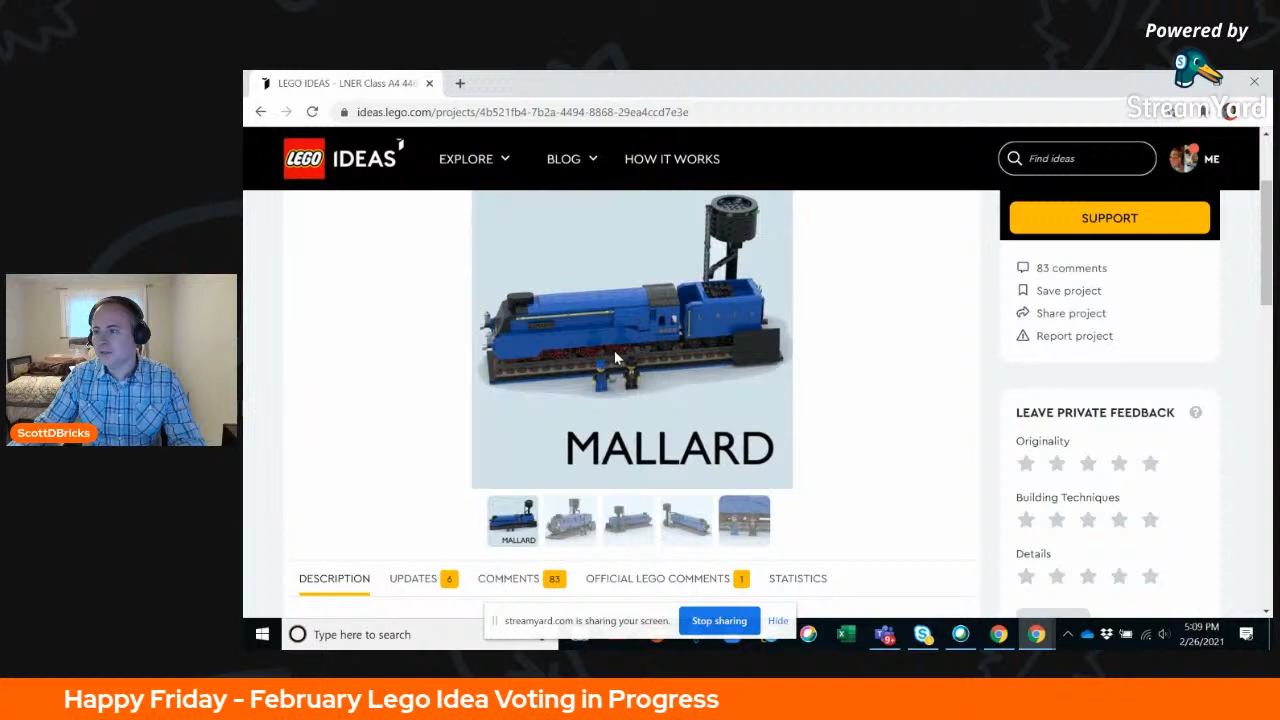 Powered by
StreamYard
LEGO IDEAS - LNER Class A4 446
ideas.lego.com/projects/4b521fb4-7b2a-4494-8868-29ea4ccd7e3e
LEGO IDEAS
EXPLORE
BLOG
HOW IT WORKS
Find ideas
ME
SUPPORT
83 comments
Save project
Share project
Report project
MALLARD
LEAVE PRIVATE FEEDBACK
Originality
Building Techniques
Details
MALLARD
DESCRIPTION
UPDATES 6
COMMENTS 83
OFFICIAL LEGO COMMENTS 1
STATISTICS
ScottDBricks
streamyard.com is sharing your screen.
Stop sharing
Hide
Type here to search
5:09 PM
2/26/2021
Happy Friday - February Lego Idea Voting in Progress